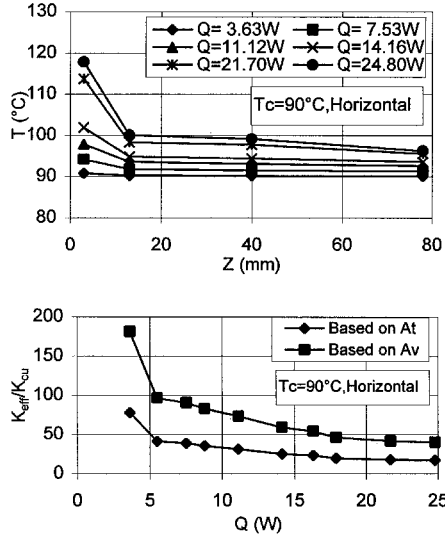 130
120
110
100
90
80
T (°C)
Q= 3.63W
Q= 7.53W
Q=11.12W
Q=14.16W
Q=21.70W
Q=24.80W
Tc=90°C,Horizontal
0 20 40 60 80
Z (mm)
200
150
100
50
0
Keff/Kcu
Based on At
Based on Av
Tc=90°C,Horizontal
0 5 10 15 20 25
Q (W)